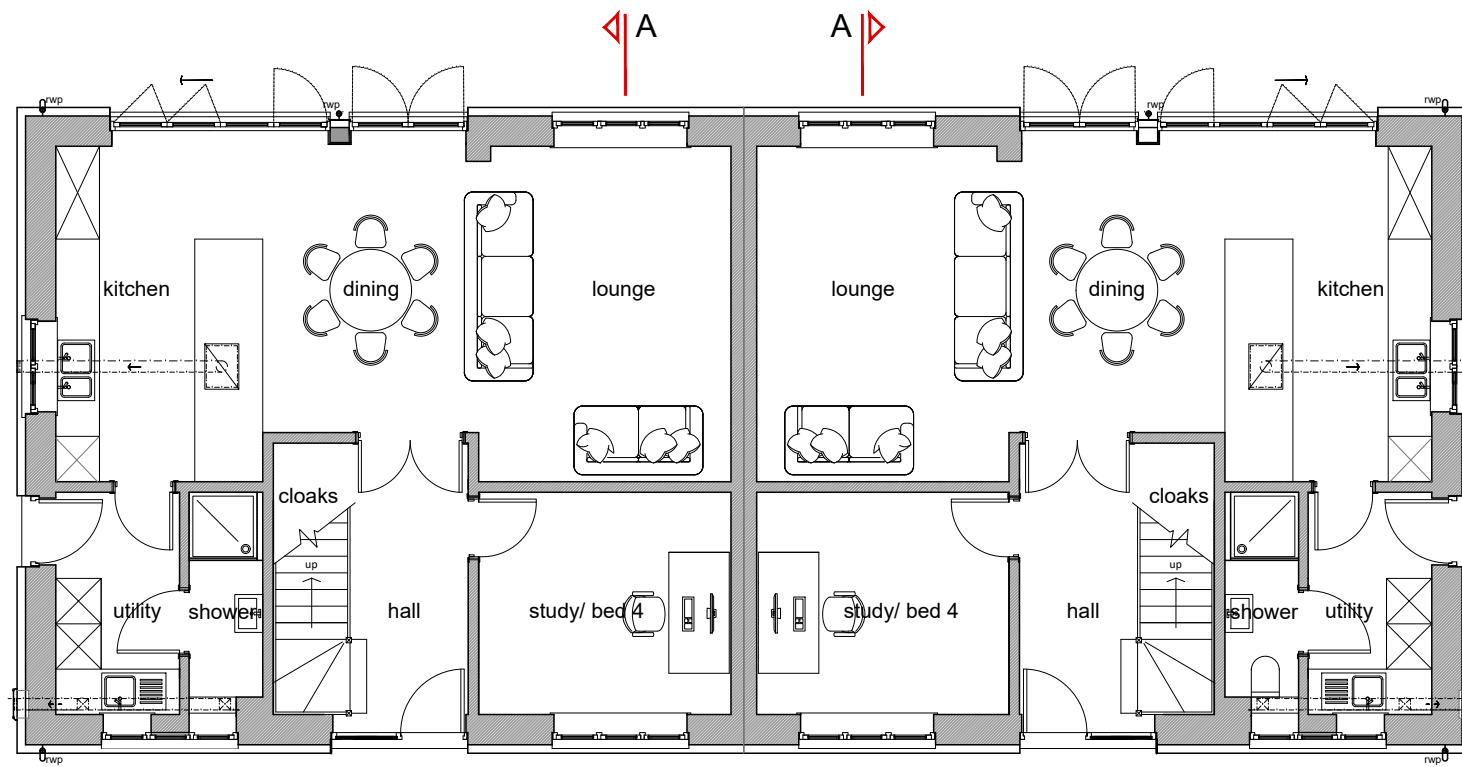 A
A
rwp
rwp
rwp
rwp
kitchen
dining
lounge
lounge
dining
kitchen
cloaks
cloaks
up
up
utility
shower
hall
study/ bed 4
study/ bed 4
hall
shower
utility
rwp
rwp